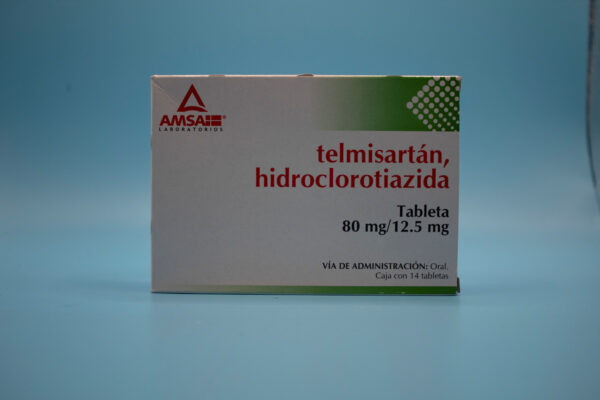 AMSA®
LABORATORIOS
telmisartán,
hidroclorotiazida
Tableta
80 mg/12.5 mg
VÍA DE ADMINISTRACIÓN: Oral.
Caja con 14 tabletas